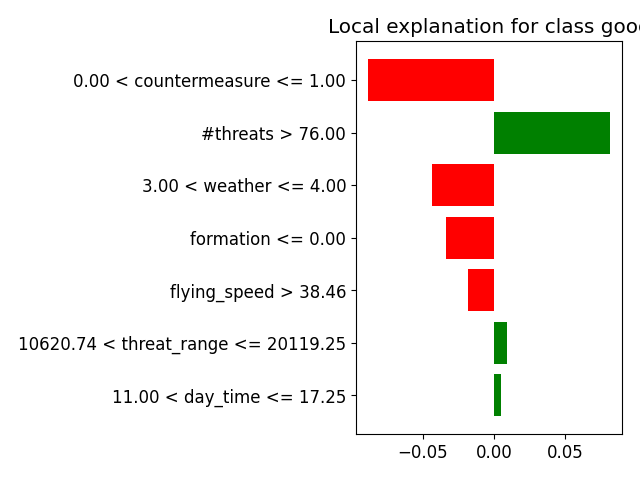 Local explanation for class goo
0.00 < countermeasure <= 1.00
#threats > 76.00
3.00 < weather <= 4.00
formation <= 0.00
flying_speed > 38.46
10620.74 < threat_range <= 20119.25
11.00 < day_time <= 17.25
−0.05 0.00 0.05